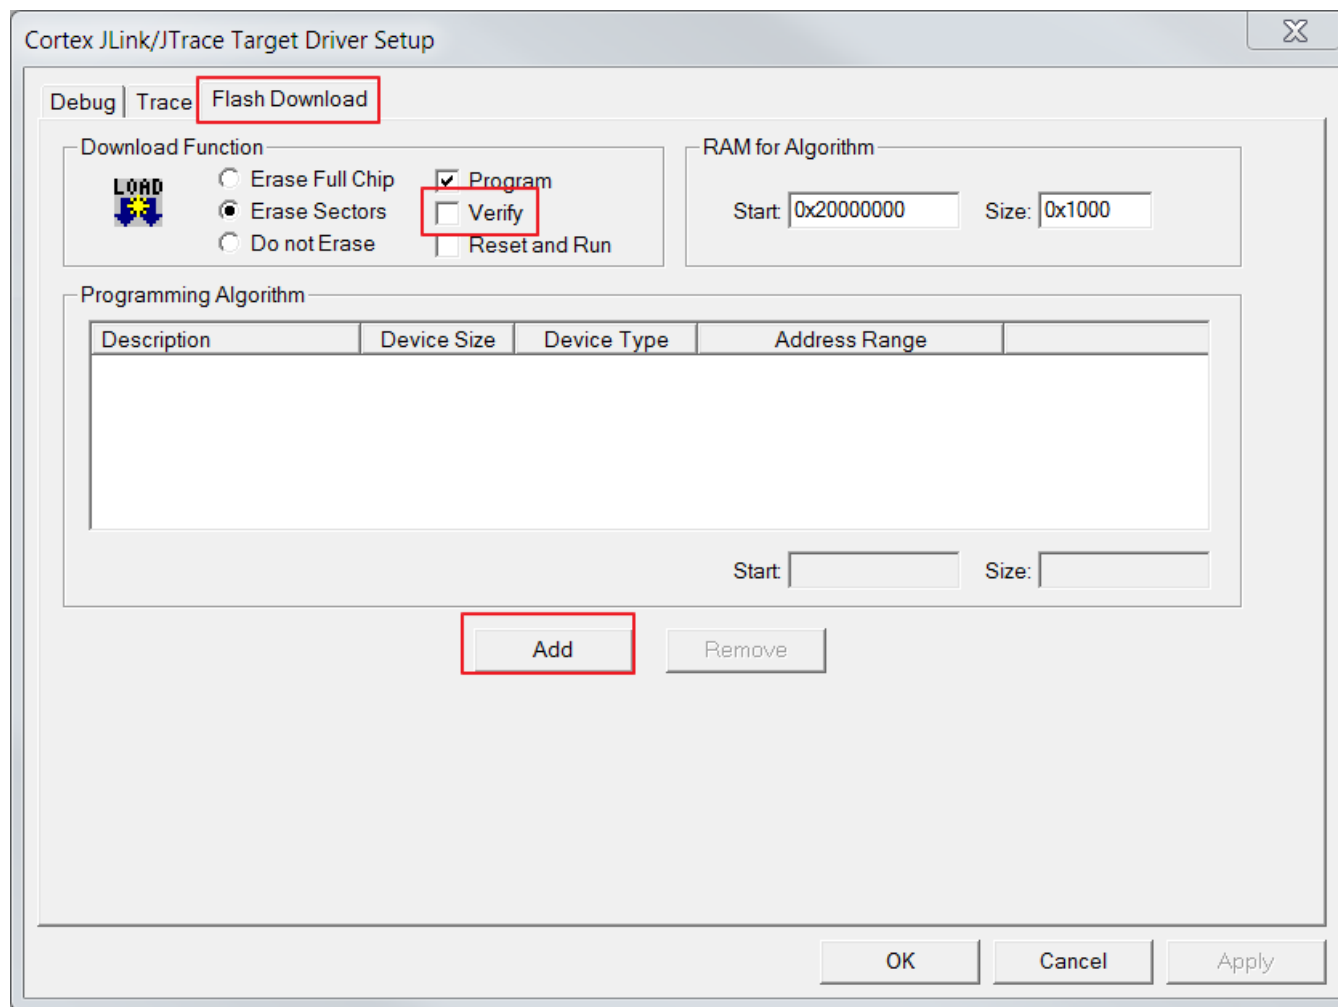 Cortex JLink/JTrace Target Driver Setup
Debug Trace Flash Download
Download Function
LOAD
Erase Full Chip
Erase Sectors
Do not Erase
Program
Verify
Reset and Run
RAM for Algorithm
Start: 0x20000000 Size: 0x1000
Programming Algorithm
Description Device Size Device Type Address Range
Start: Size:
Add Remove
OK Cancel Apply